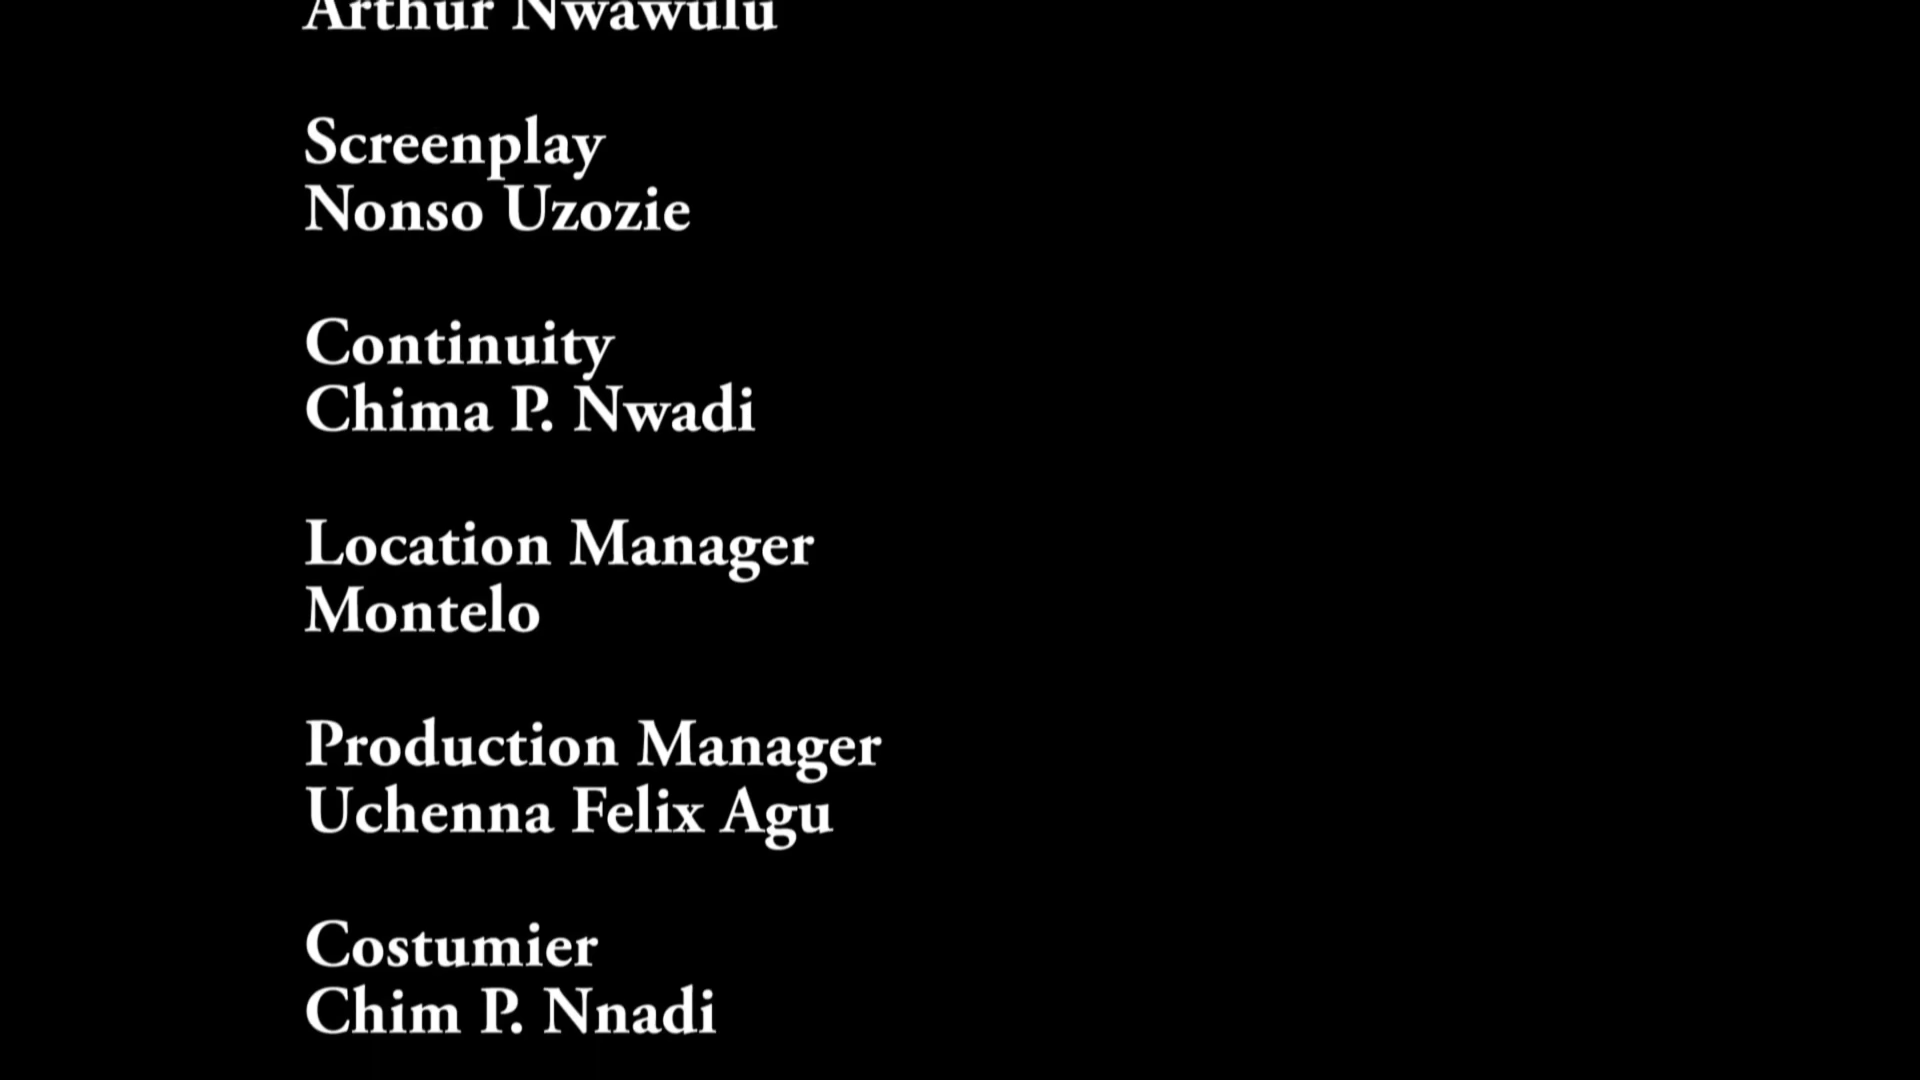 Arthur Nwawulu
Screenplay
Nonso Uzozie
Continuity
Chima P. Nwadi
Location Manager
Montelo
Production Manager
Uchenna Felix Agu
Costumier
Chim P. Nnadi